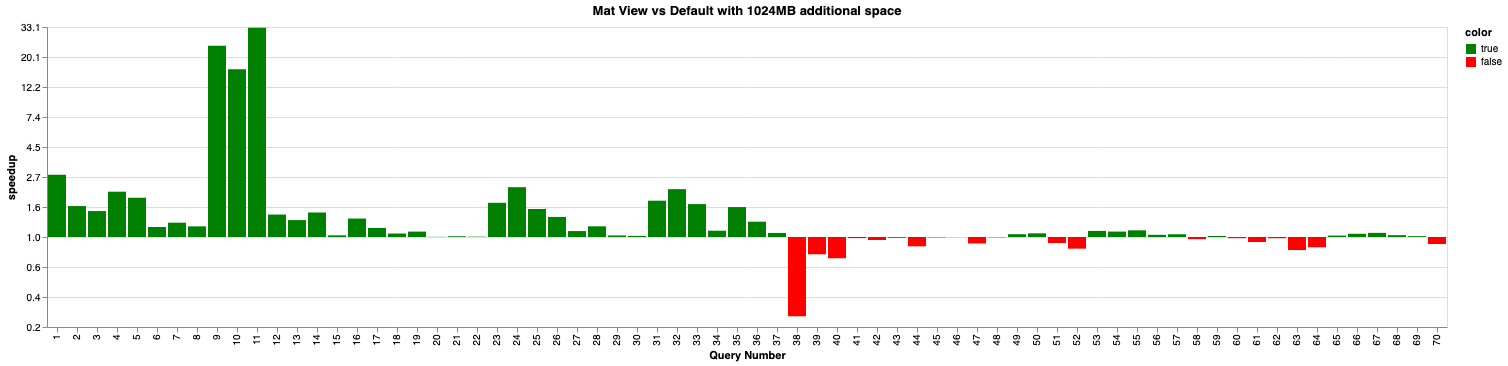 Mat View vs Default with 1024MB additional space
color
true
false
speedup
33.1
20.1
12.2
7.4
4.5
2.7
1.6
1.0
0.6
0.4
0.2
1 2 3 4 5 6 7 8 9 10 11 12 13 14 15 16 17 18 19 20 21 22 23 24 25 26 27 28 29 30 31 32 33 34 35 36 37 38 39 40 41 42 43 44 45 46 47 48 49 50 51 52 53 54 55 56 57 58 59 60 61 62 63 64 65 66 67 68 69 70
Query Number